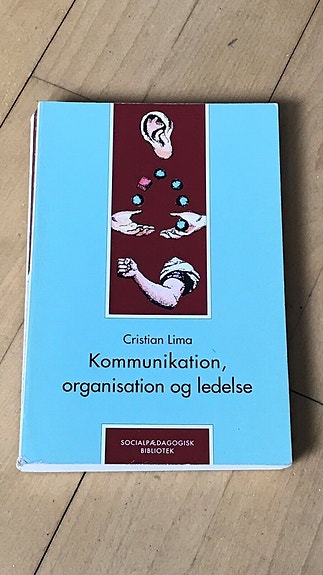 Cristian Lima
Kommunikation,
organisation og ledelse
SOCIALPÆDAGOGISK
BIBLIOTEK